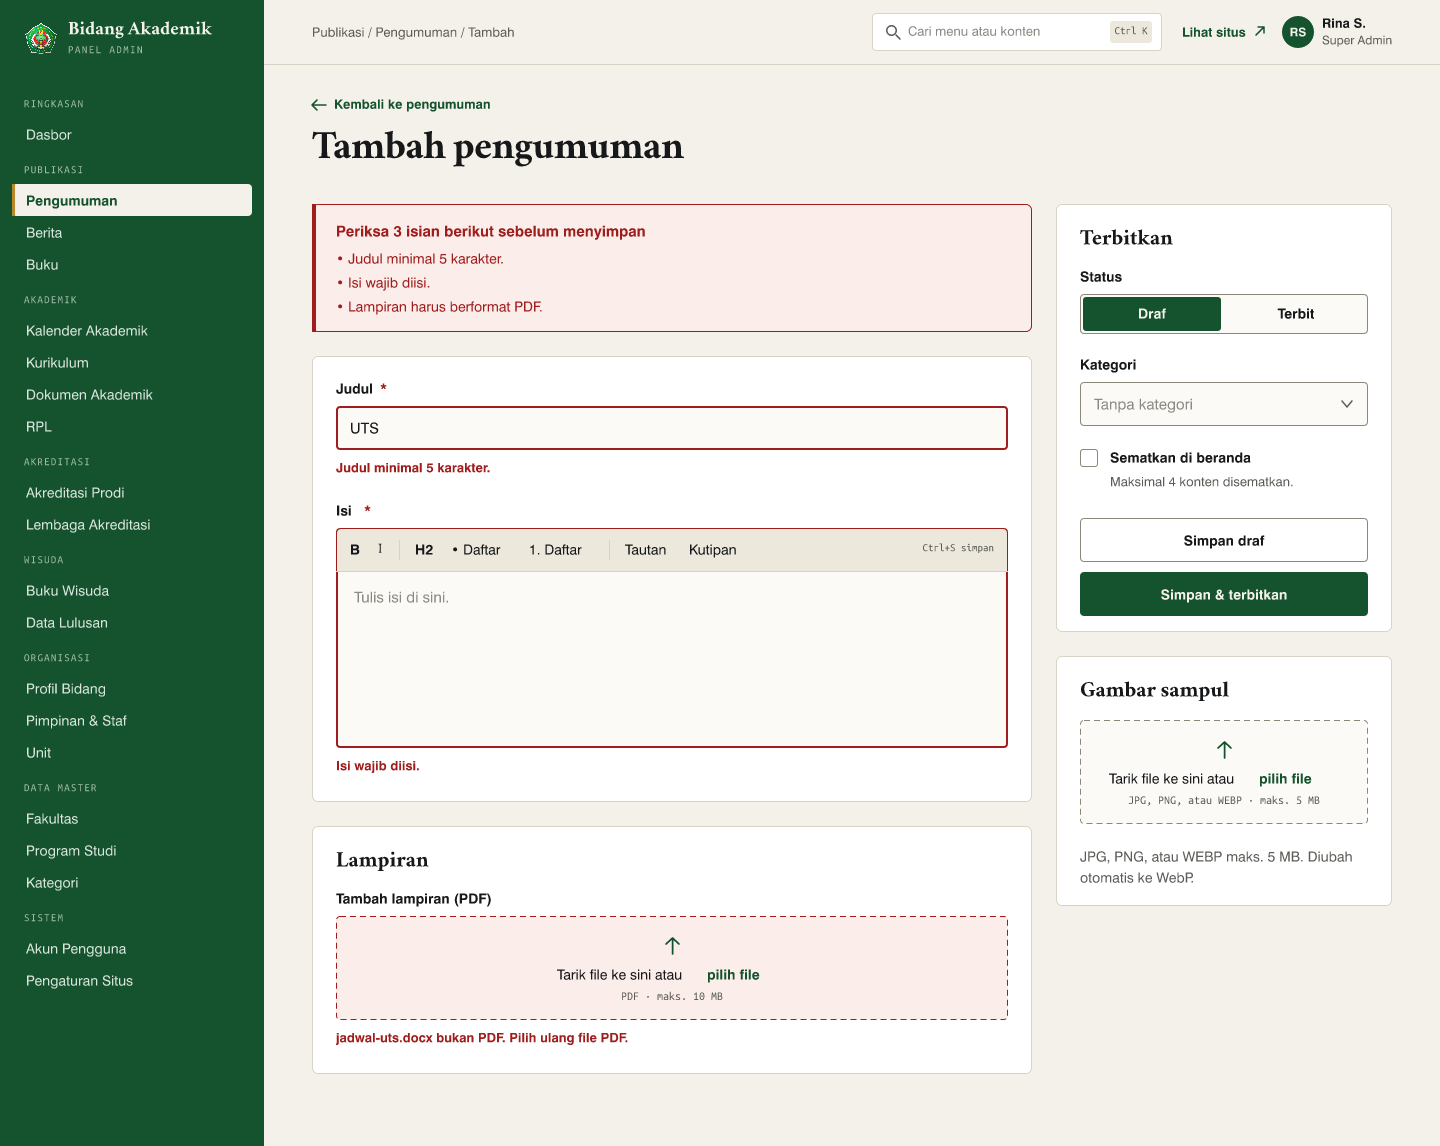 Bidang Akademik
PANEL ADMIN
RINGKASAN
Dasbor
PUBLIKASI
Pengumuman
Berita
Buku
AKADEMIK
Kalender Akademik
Kurikulum
Dokumen Akademik
RPL
AKREDITASI
Akreditasi Prodi
Lembaga Akreditasi
WISUDA
Buku Wisuda
Data Lulusan
ORGANISASI
Profil Bidang
Pimpinan & Staf
Unit
DATA MASTER
Fakultas
Program Studi
Kategori
SISTEM
Akun Pengguna
Pengaturan Situs
Publikasi / Pengumuman / Tambah
Cari menu atau konten
Ctrl K
Lihat situs
RS
Rina S.
Super Admin
Kembali ke pengumuman
Tambah pengumuman
Periksa 3 isian berikut sebelum menyimpan
• Judul minimal 5 karakter.
• Isi wajib diisi.
• Lampiran harus berformat PDF.
Judul *
UTS
Judul minimal 5 karakter.
Isi *
B I H2 • Daftar 1. Daftar Tautan Kutipan Ctrl+S simpan
Tulis isi di sini.
Isi wajib diisi.
Lampiran
Tambah lampiran (PDF)
Tarik file ke sini atau pilih file
PDF · maks. 10 MB
jadwal-uts.docx bukan PDF. Pilih ulang file PDF.
Terbitkan
Status
Draf Terbit
Kategori
Tanpa kategori
Sematkan di beranda
Maksimal 4 konten disematkan.
Simpan draf
Simpan & terbitkan
Gambar sampul
Tarik file ke sini atau pilih file
JPG, PNG, atau WEBP · maks. 5 MB
JPG, PNG, atau WEBP maks. 5 MB. Diubah
otomatis ke WebP.